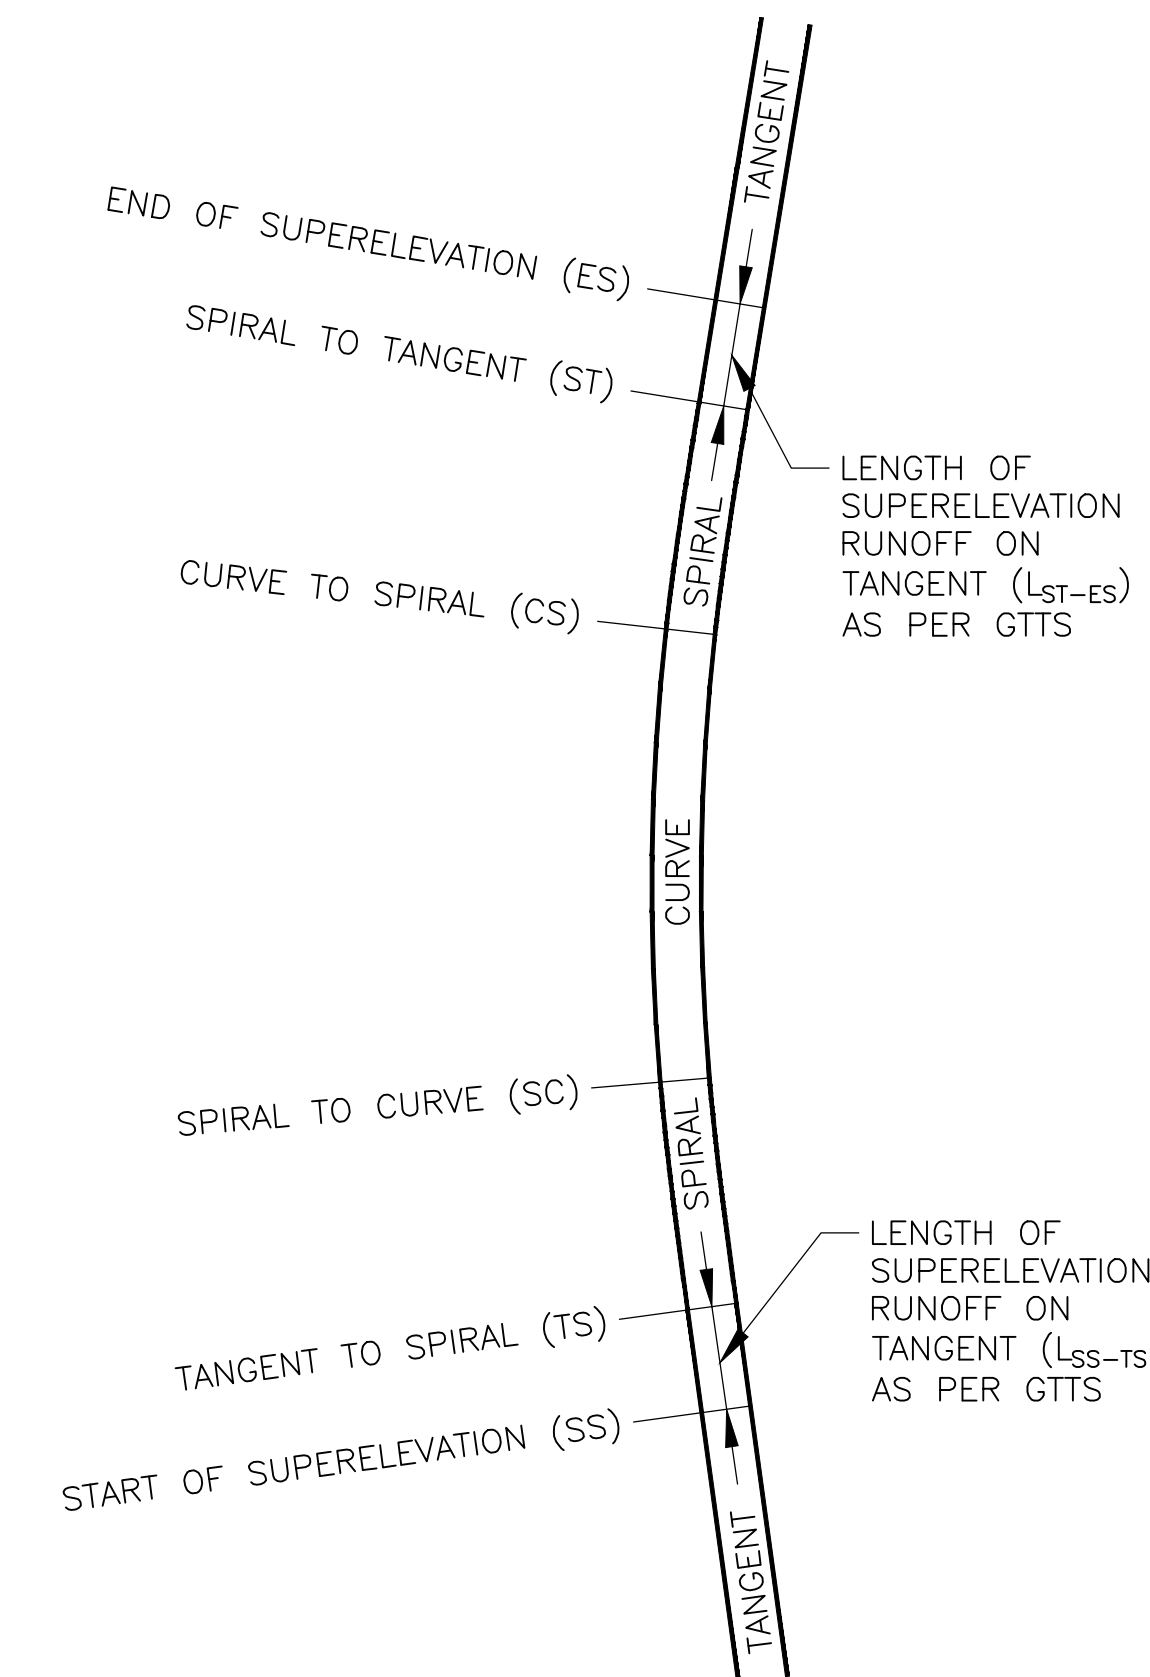 TANGENT
END OF SUPERELEVATION (ES)
SPIRAL TO TANGENT (ST)
LENGTH OF
SUPERELEVATION
RUNOFF ON
TANGENT (LST–ES)
AS PER GTTS
SPIRAL
CURVE TO SPIRAL (CS)
CURVE
SPIRAL TO CURVE (SC)
SPIRAL
LENGTH OF
SUPERELEVATION
RUNOFF ON
TANGENT (LSS–TS
AS PER GTTS
TANGENT TO SPIRAL (TS)
START OF SUPERELEVATION (SS)
TANGENT